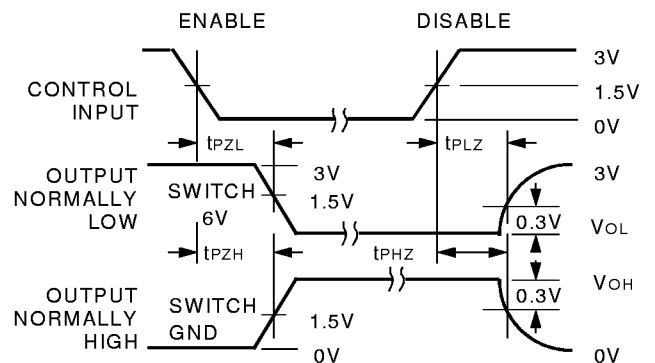 ENABLE DISABLE
3V
CONTROL INPUT
1.5V
0V
tPZL tPLZ
OUTPUT NORMALLY LOW
SWITCH 6V
3V
1.5V
3V
0.3V
VOL
tPZH tPHZ
OUTPUT NORMALLY HIGH
SWITCH GND
1.5V
0V
VOH
0.3V
0V